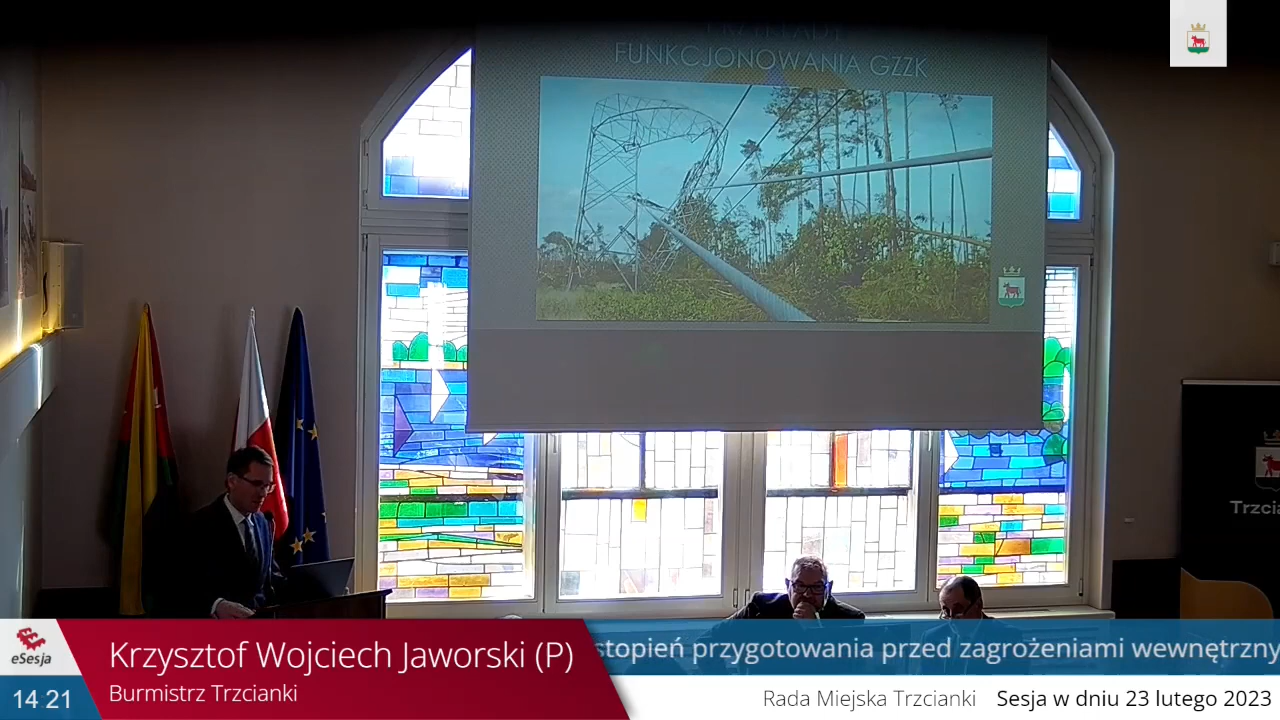 PRZYKŁADY
FUNKCJONOWANIA GZZK
Krzysztof Wojciech Jaworski (P)
Burmistrz Trzcianki
stopień przygotowania przed zagrożeniami wewnętrzny
eSesja
14 21
Rada Miejska Trzcianki Sesja w dniu 23 lutego 2023